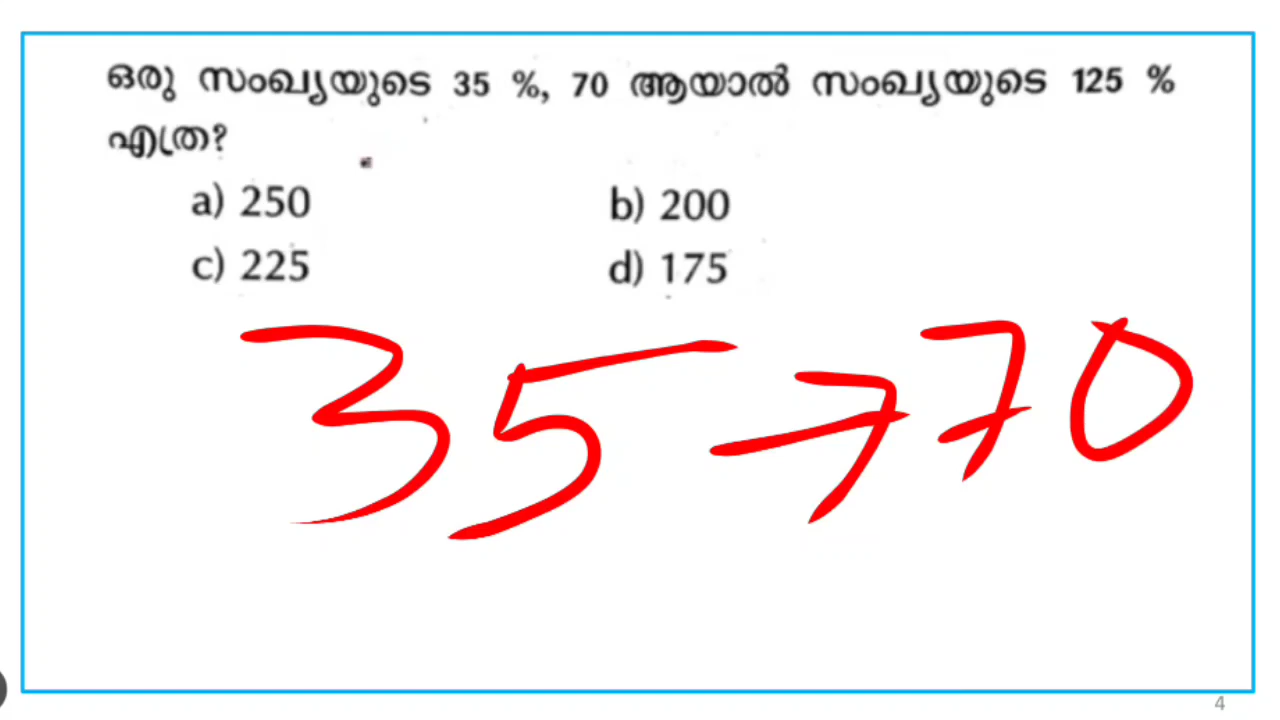 ഒരു സംഖ്യയുടെ 35 %, 70 ആയാൽ സംഖ്യയുടെ 125 %
എത്ര?
a) 250 b) 200
c) 225 d) 175
35 → 70
4